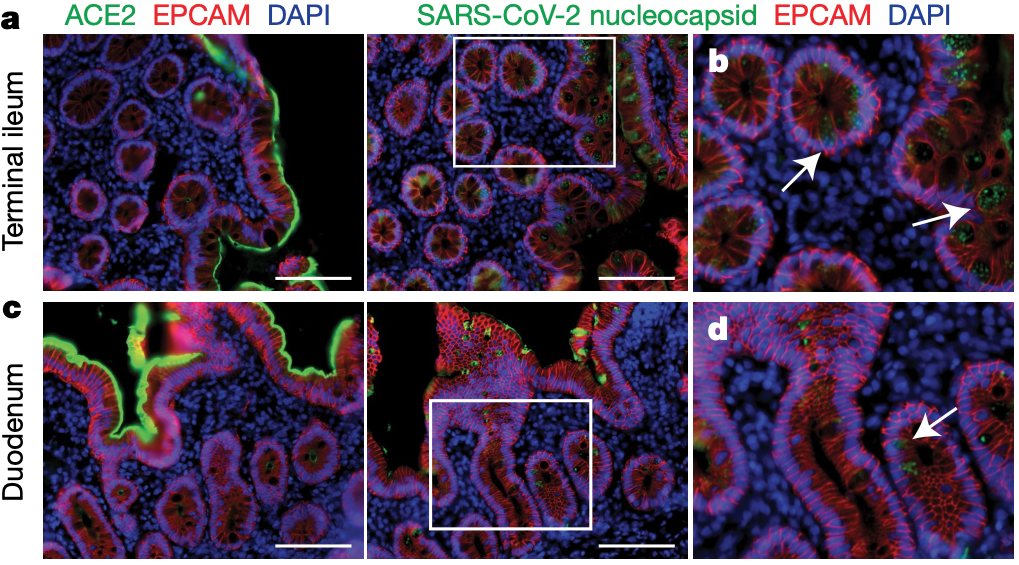 a
ACE2 EPCAM DAPI
SARS-CoV-2 nucleocapsid EPCAM DAPI
Terminal ileum
b
c
Duodenum
d